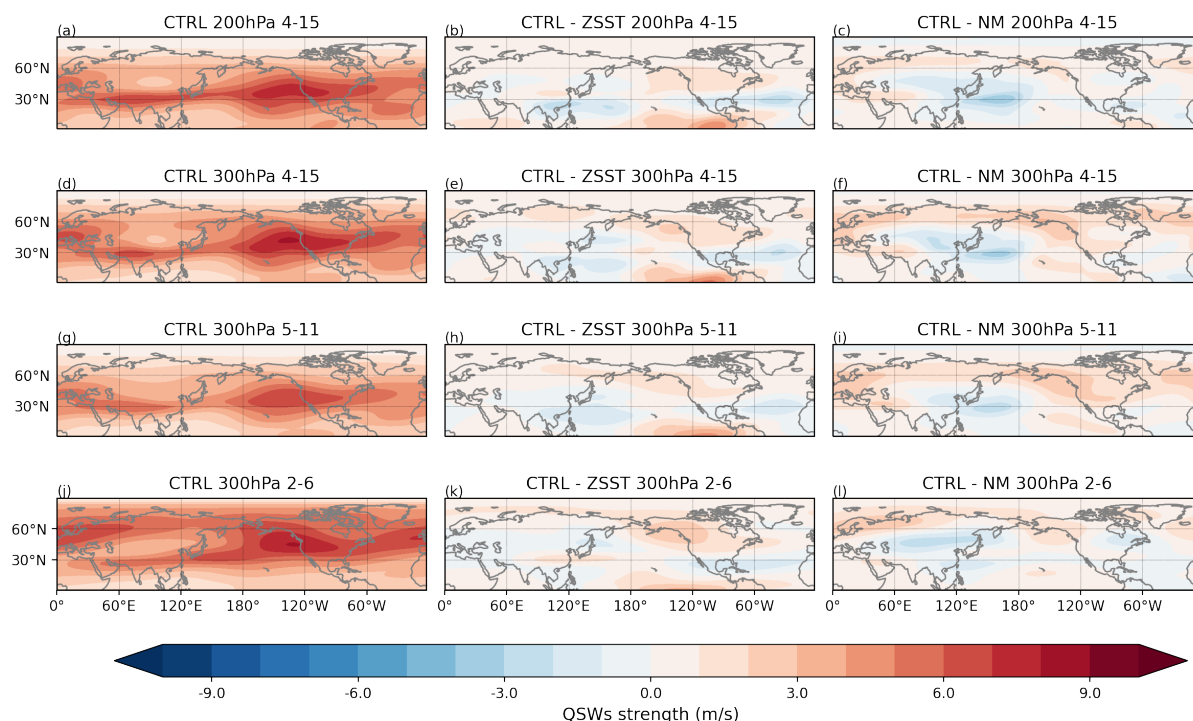 (a) CTRL 200hPa 4-15
(b) CTRL - ZSST 200hPa 4-15
(c) CTRL - NM 200hPa 4-15
60°N
30°N
(d) CTRL 300hPa 4-15
(e) CTRL - ZSST 300hPa 4-15
(f) CTRL - NM 300hPa 4-15
60°N
30°N
(g) CTRL 300hPa 5-11
(h) CTRL - ZSST 300hPa 5-11
(i) CTRL - NM 300hPa 5-11
60°N
30°N
(j) CTRL 300hPa 2-6
(k) CTRL - ZSST 300hPa 2-6
(l) CTRL - NM 300hPa 2-6
60°N
30°N
0° 60°E 120°E 180° 120°W 60°W
0° 60°E 120°E 180° 120°W 60°W
0° 60°E 120°E 180° 120°W 60°W
-9.0 -6.0 -3.0 0.0 3.0 6.0 9.0
QSWs strength (m/s)